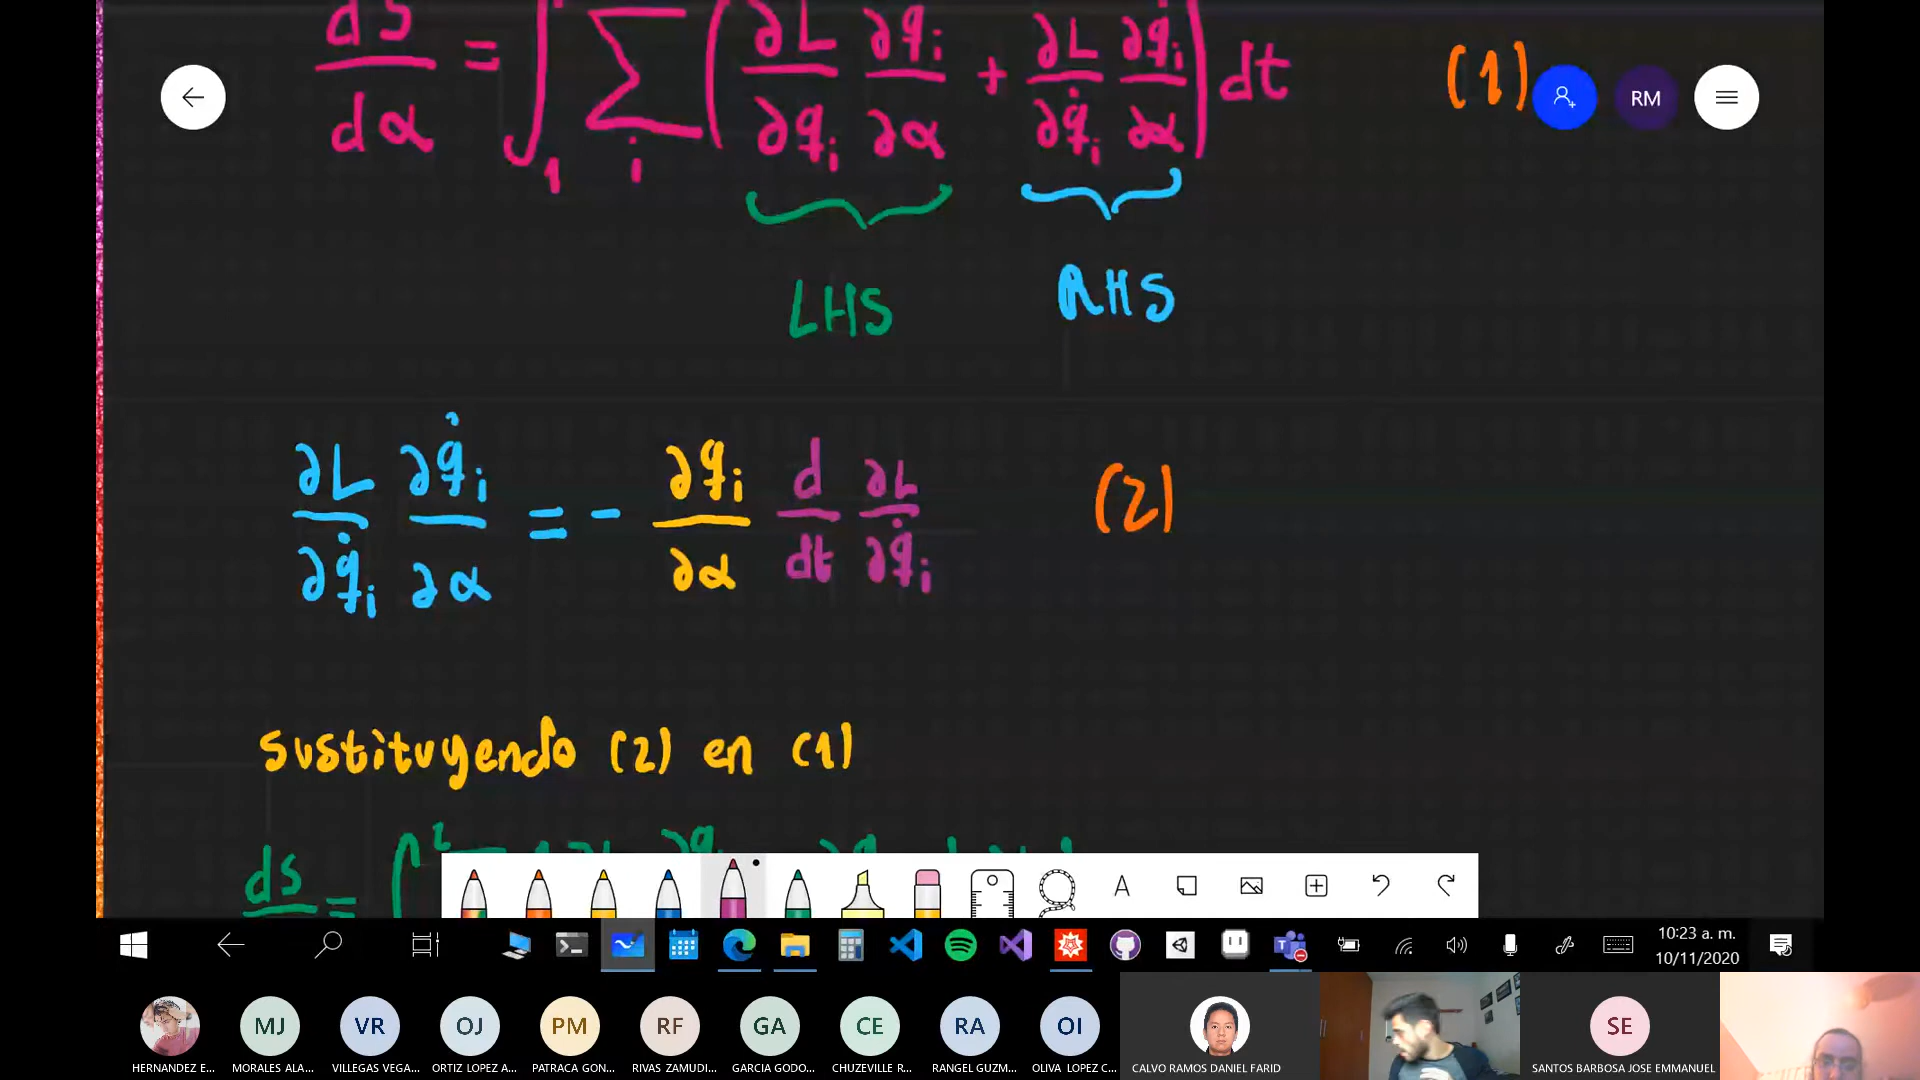 dS/dα = ∫₁ Σᵢ (∂L/∂qᵢ ∂qᵢ/∂α + ∂L/∂q̇ᵢ ∂q̇ᵢ/∂α) dt (1)
RM
LHS RHS
∂L/∂q̇ᵢ ∂q̇ᵢ/∂α = - ∂qᵢ/∂α d/dt ∂L/∂q̇ᵢ (2)
sustituyendo (2) en (1)
dS = ∫²
A
10:23 a. m.
10/11/2020
MJ VR OJ PM RF GA CE RA OI SE
HERNANDEZ E... MORALES ALA... VILLEGAS VEGA... ORTIZ LOPEZ A... PATRACA GON... RIVAS ZAMUDI... GARCIA GODO... CHUZEVILLE R... RANGEL GUZM... OLIVA LOPEZ C... CALVO RAMOS DANIEL FARID SANTOS BARBOSA JOSE EMMANUEL